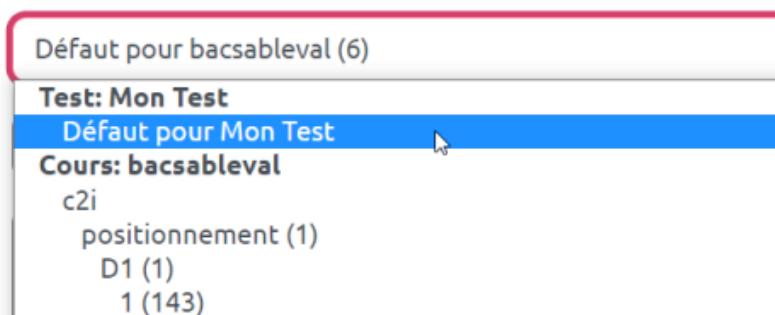 Défaut pour bacsableval (6)
Test: Mon Test
Défaut pour Mon Test
Cours: bacsableval
c2i
positionnement (1)
D1 (1)
1 (143)